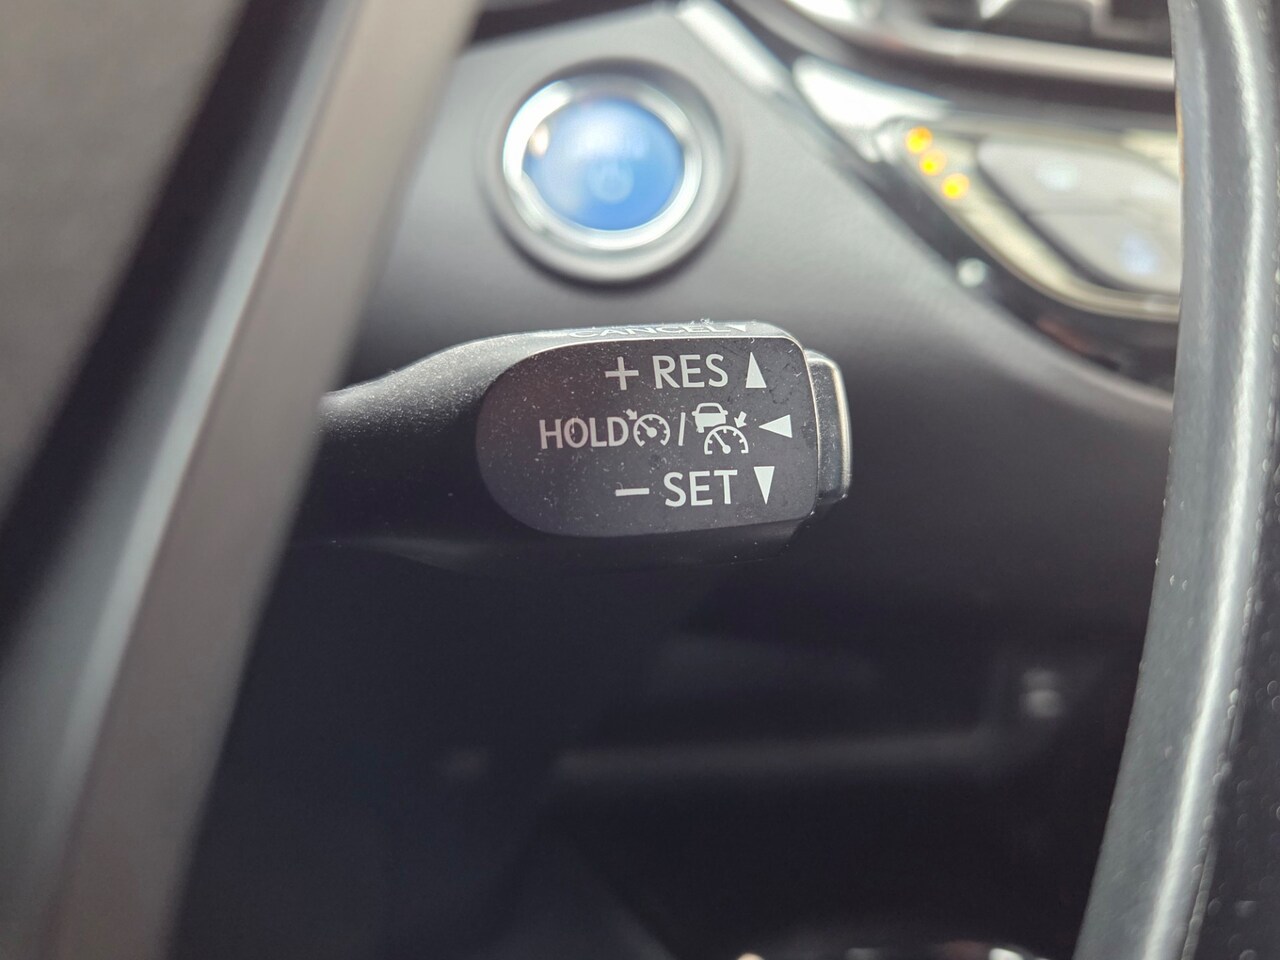 CANCEL▼
+ RES ▲
HOLD / ◀
− SET ▼